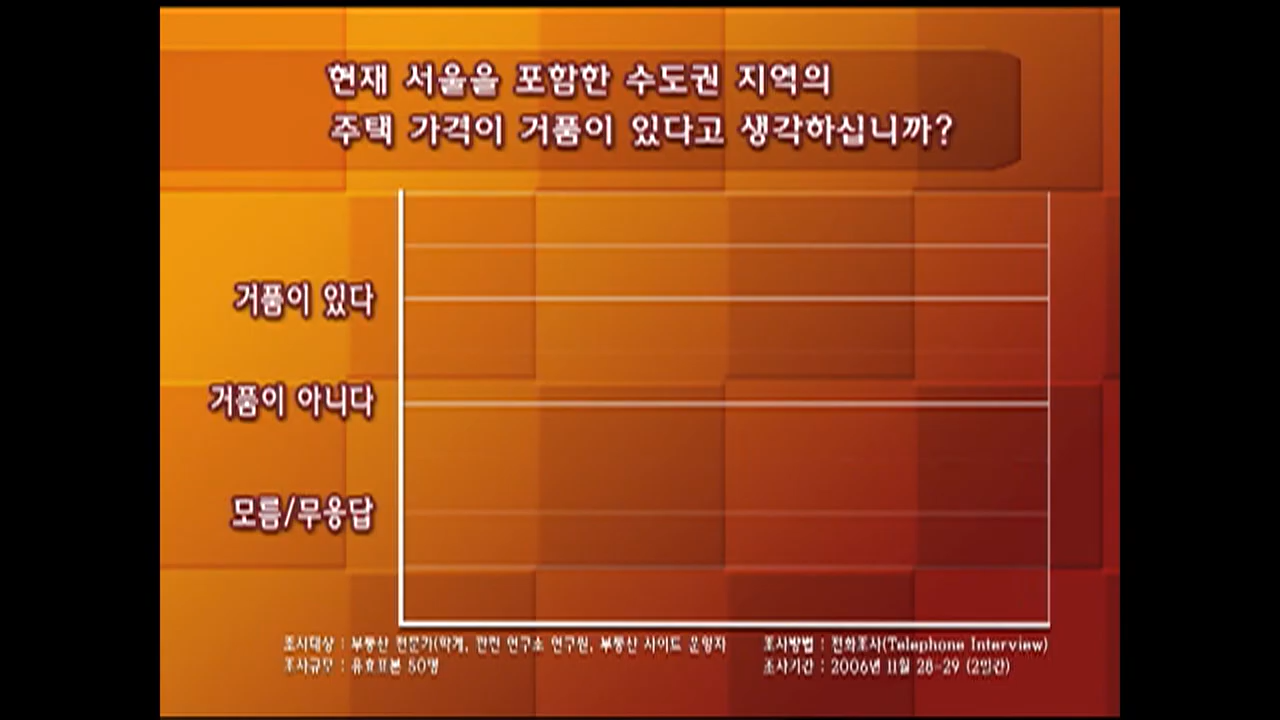 현재 서울을 포함한 수도권 지역의
주택 가격이 거품이 있다고 생각하십니까?
거품이 있다
거품이 아니다
모름/무응답
조사대상 : 부동산 전문가(학계, 관련 연구소 연구원, 부동산 사이트 운영자
조사규모 : 유효표본 50명
조사방법 : 전화조사(Telephone Interview)
조사기간 : 2006년 11월 28-29 (2일간)